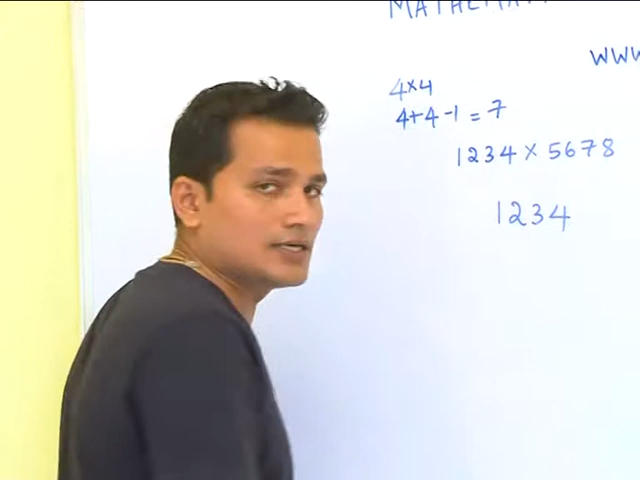 4×4
4+4-1 = 7
1234 × 5678
1234